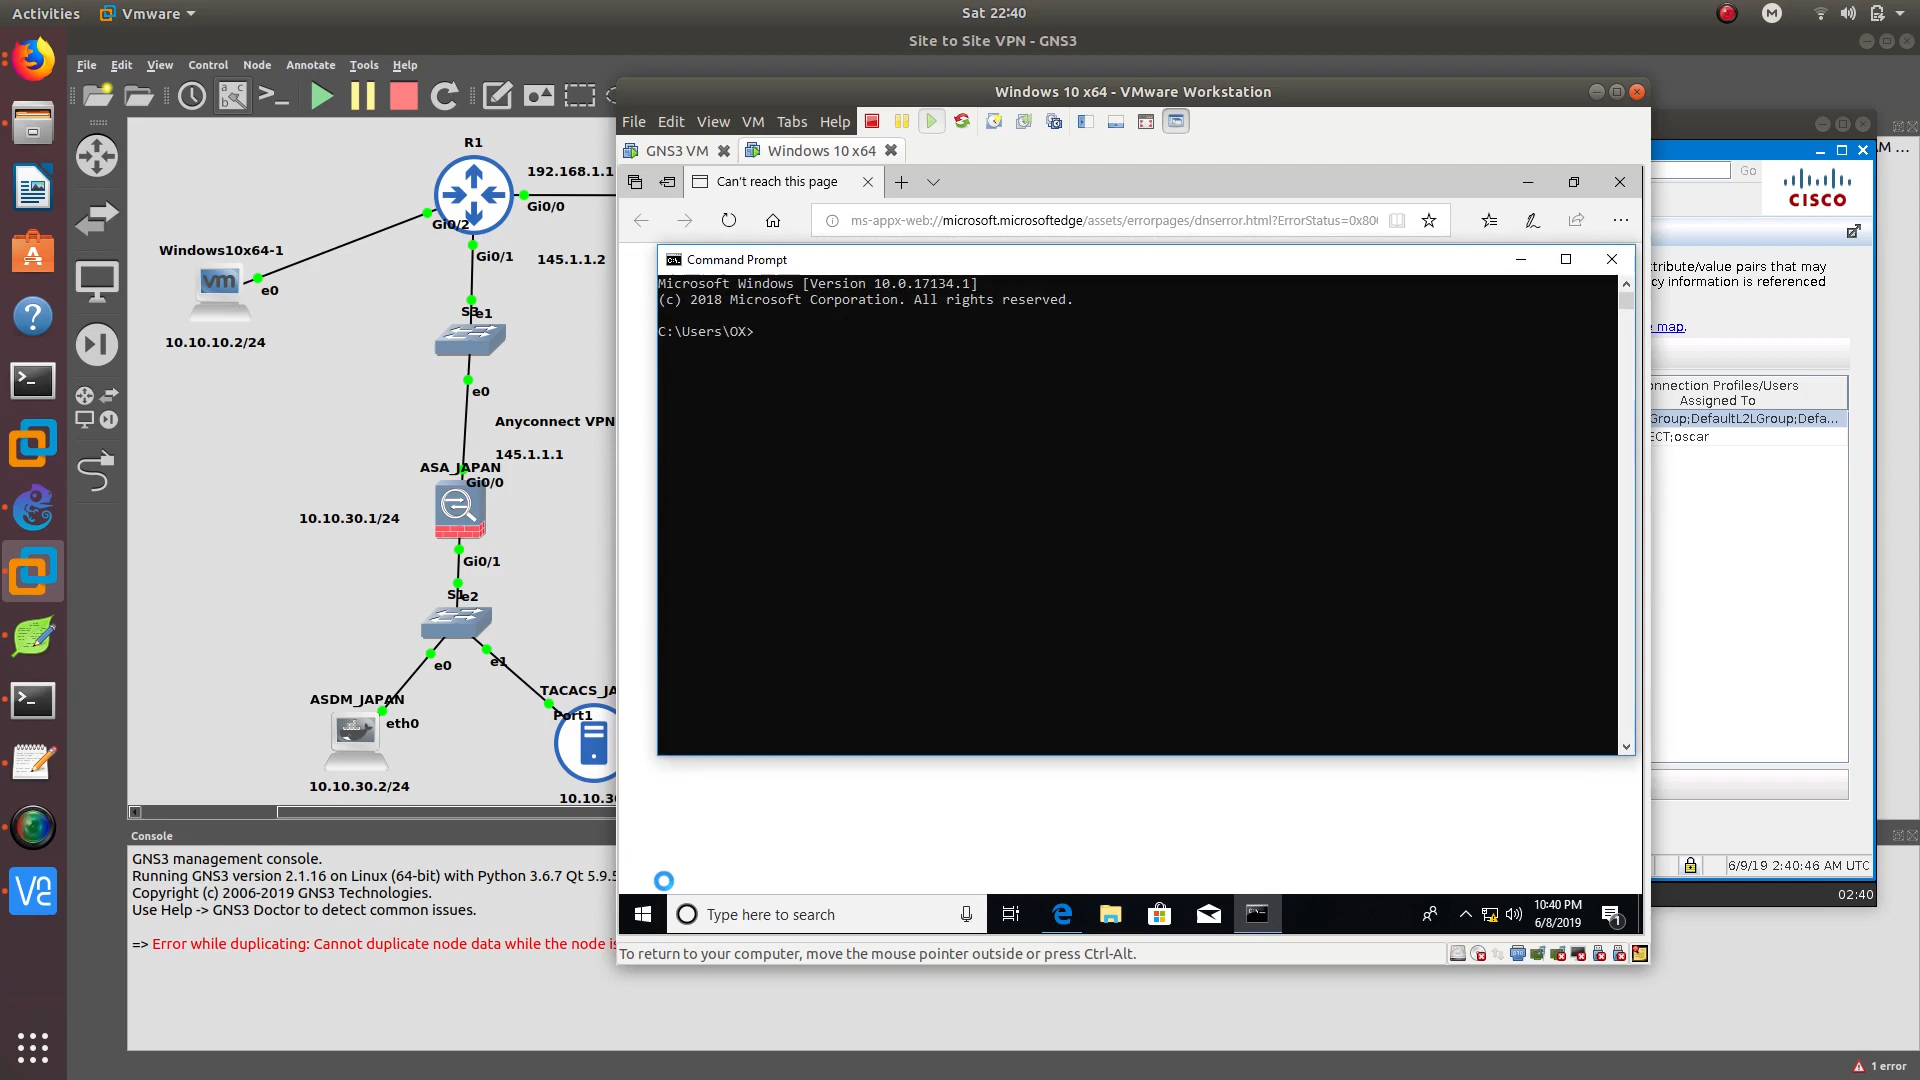 Activities
Vmware
Sat 22:40
Site to Site VPN - GNS3
File Edit View Control Node Annotate Tools Help
R1
192.168.1.1
Gi0/0
Gi0/2
Windows10x64-1
Gi0/1
145.1.1.2
vm
e0
S3
e1
10.10.10.2/24
e0
Anyconnect VPN
145.1.1.1
ASA_JAPAN
Gi0/0
10.10.30.1/24
Gi0/1
S1
e2
e0
e1
ASDM_JAPAN
TACACS_JA
eth0
Port1
10.10.30.2/24
Console
GNS3 management console.
Running GNS3 version 2.1.16 on Linux (64-bit) with Python 3.6.7 Qt 5.9.5
Copyright (c) 2006-2019 GNS3 Technologies.
Use Help -> GNS3 Doctor to detect common issues.
=> Error while duplicating: Cannot duplicate node data while the node is
Windows 10 x64 - VMware Workstation
File Edit View VM Tabs Help
GNS3 VM
Windows 10 x64
Can't reach this page
ms-appx-web://microsoft.microsoftedge/assets/errorpages/dnserror.html?ErrorStatus=0x800
Command Prompt
Microsoft Windows [Version 10.0.17134.1]
(c) 2018 Microsoft Corporation. All rights reserved.
C:\Users\OX>
Type here to search
10:40 PM
6/8/2019
1
To return to your computer, move the mouse pointer outside or press Ctrl-Alt.
M ...
Go
CISCO
tribute/value pairs that may
cy information is referenced
map.
onnection Profiles/Users
Assigned To
Group;DefaultL2LGroup;Defa...
ECT;oscar
6/9/19 2:40:46 AM UTC
02:40
1 error